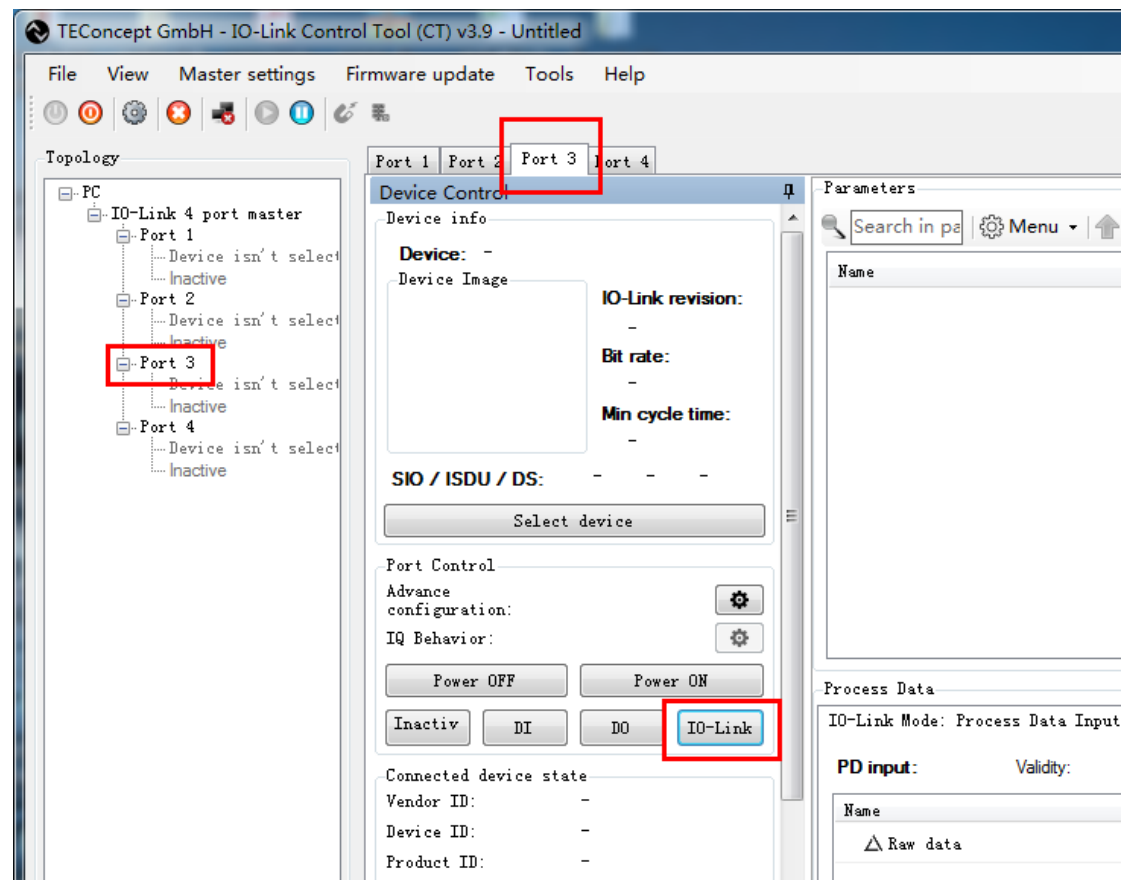 TEConcept GmbH - IO-Link Control Tool (CT) v3.9 - Untitled
File View Master settings Firmware update Tools Help
Topology
PC
IO-Link 4 port master
Port 1
Device isn't select
Inactive
Port 2
Device isn't select
Inactive
Port 3
Device isn't select
Inactive
Port 4
Device isn't select
Inactive
Port 1 Port 2 Port 3 Port 4
Device Control
Device info
Device: -
Device Image
IO-Link revision:
-
Bit rate:
-
Min cycle time:
-
SIO / ISDU / DS: - - -
Select device
Port Control
Advance
configuration:
IQ Behavior:
Power OFF Power ON
Inactiv DI DO IO-Link
Connected device state
Vendor ID: -
Device ID: -
Product ID: -
Parameters
Search in pa Menu
Name
Process Data
IO-Link Mode: Process Data Input
PD input: Validity:
Name
Raw data